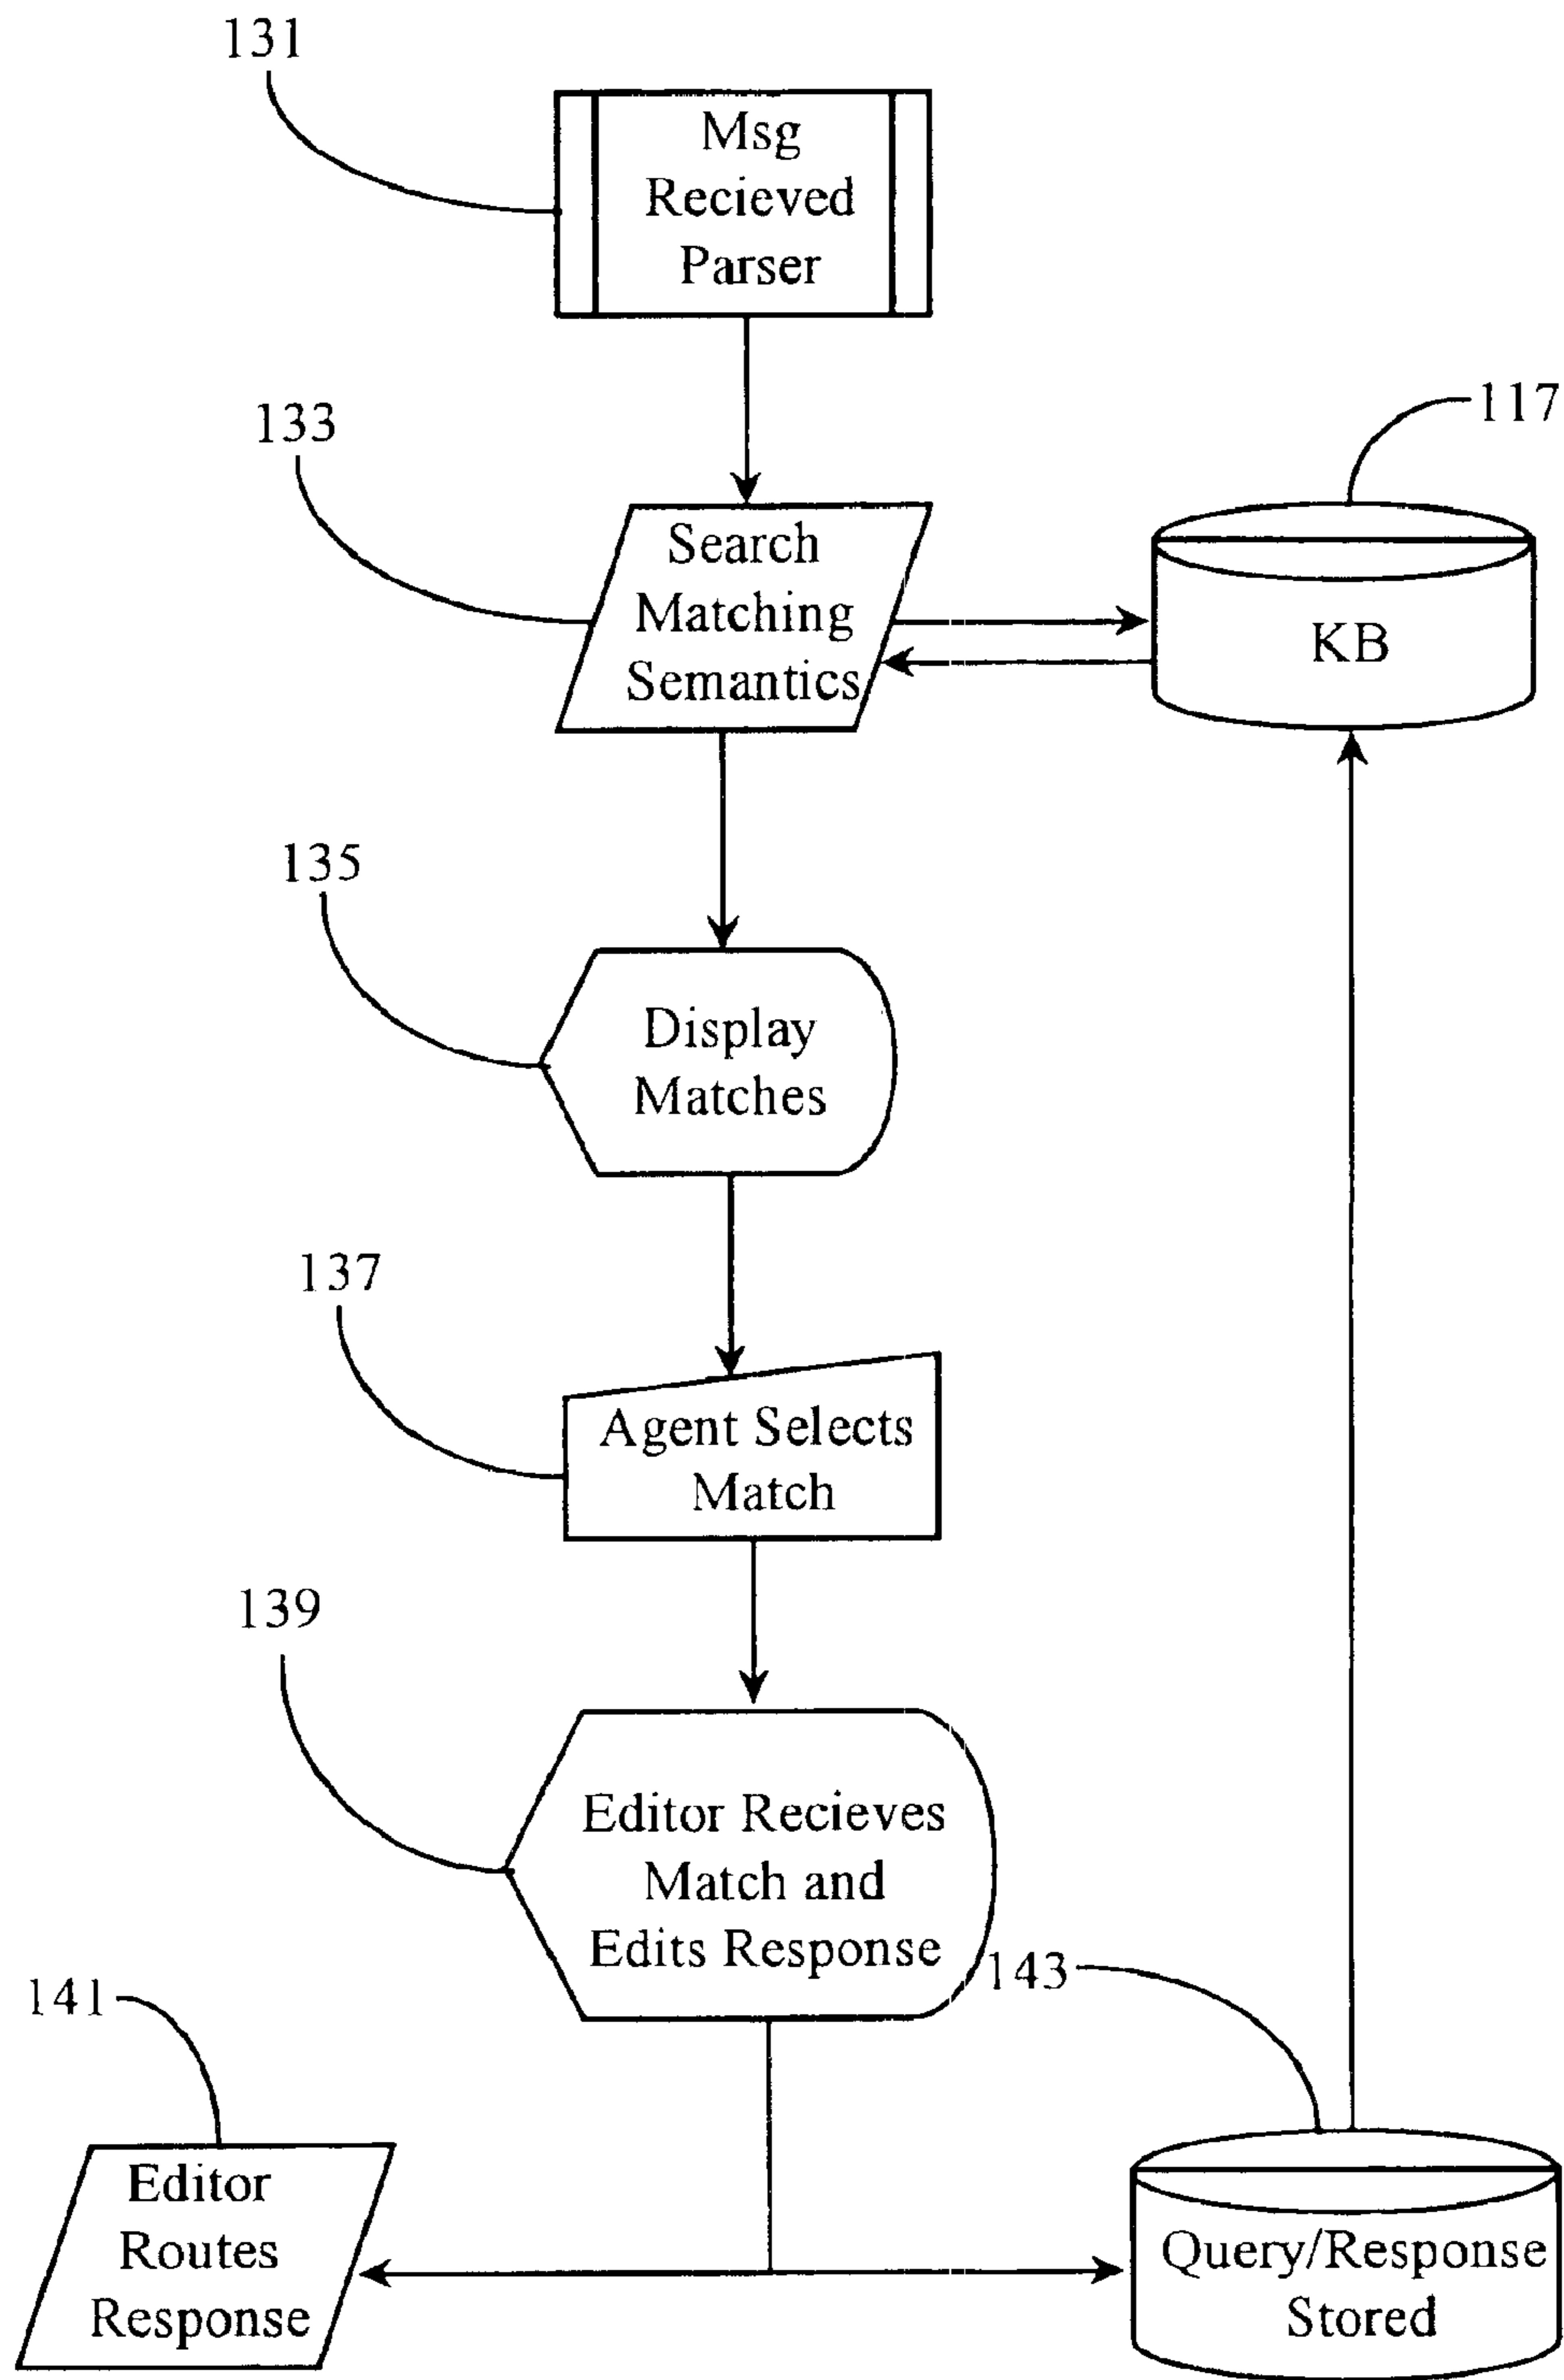 131
Msg
Recieved
Parser
133
117
Search
Matching
Semantics
KB
135
Display
Matches
137
Agent Selects
Match
139
Editor Recieves
Match and
Edits Response
143
141
Editor
Routes
Response
Query/Response
Stored